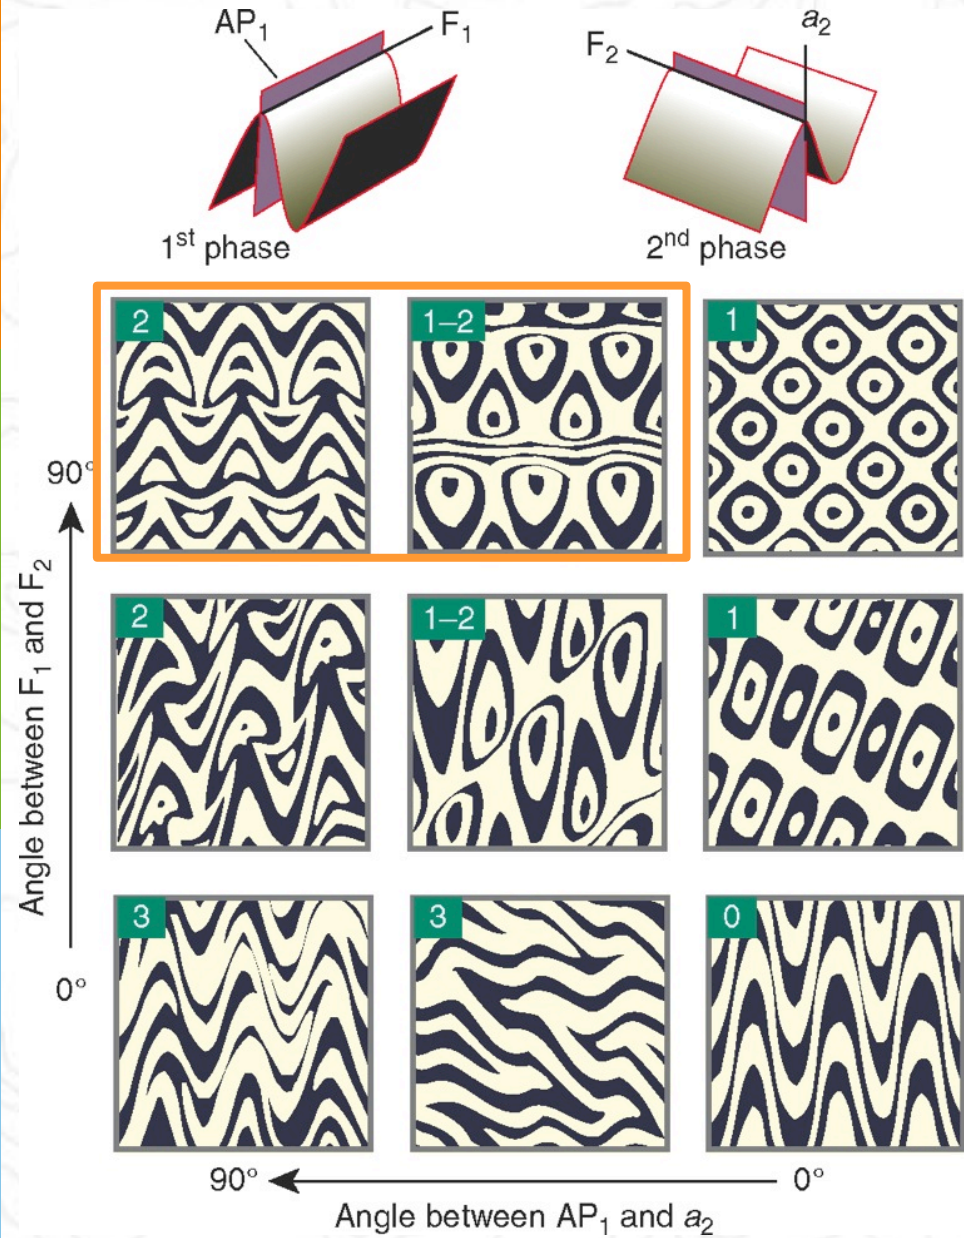 AP₁
F₁
F₂
a₂
1ˢᵗ phase
2ⁿᵈ phase
2
1–2
1
90°
2
1–2
1
Angle between F₁ and F₂
3
3
0
0°
90°
0°
Angle between AP₁ and a₂